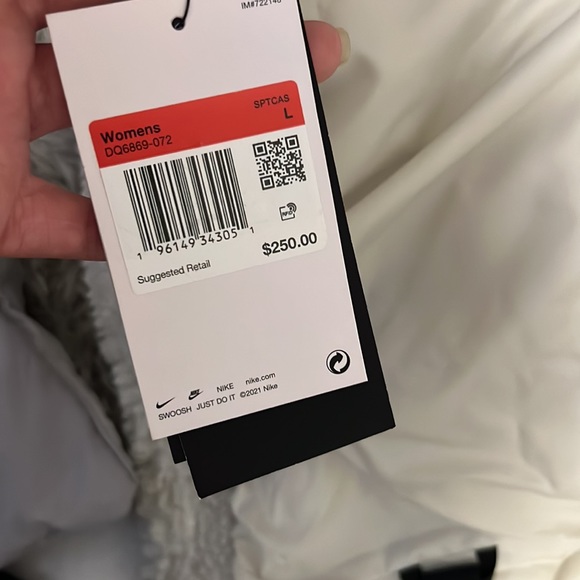 IM#722140
Womens
SPTCAS
DQ6869-072
L
RFID
1 96149 34305 1
Suggested Retail
$250.00
NIKE nike.com
SWOOSH JUST DO IT ©2021 Nike